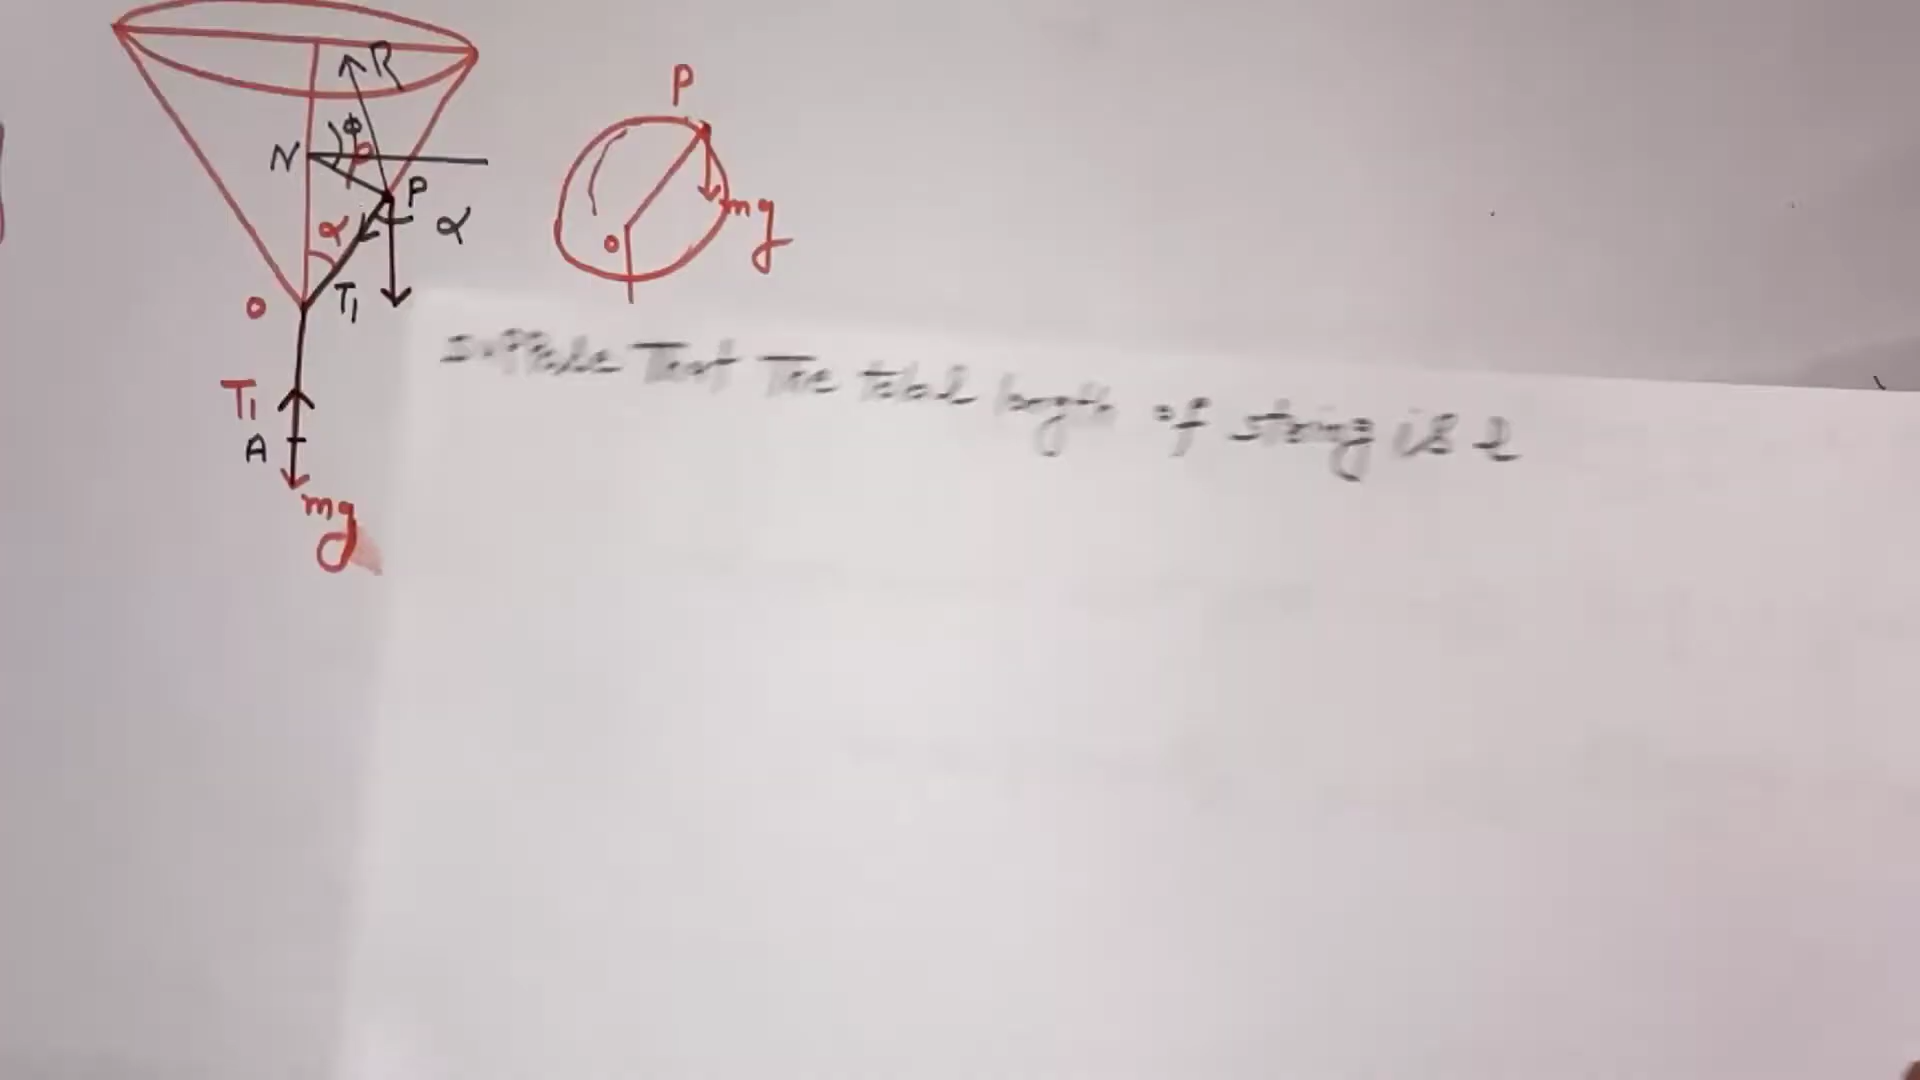 R
P
φ
N
P
α
α
mg
O
T₁
O
suppose That The total length of string is l
T₁
A
mg